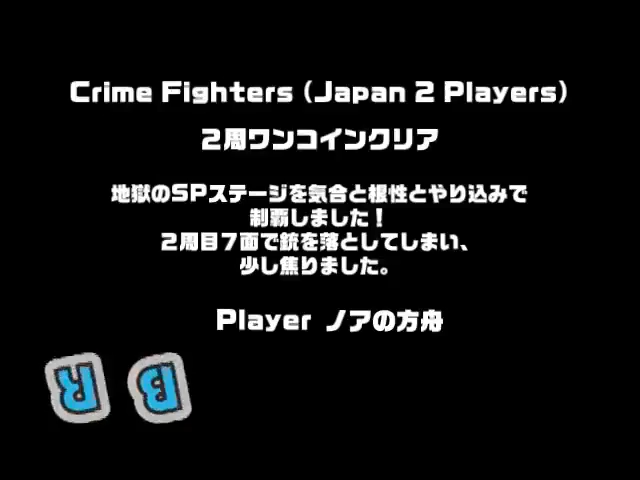 Crime Fighters (Japan 2 Players)
２周ワンコインクリア
地獄のSPステージを気合と根性とやり込みで
制覇しました！
２周目７面で銃を落としてしまい、
少し焦りました。
Player ノアの方舟
R B